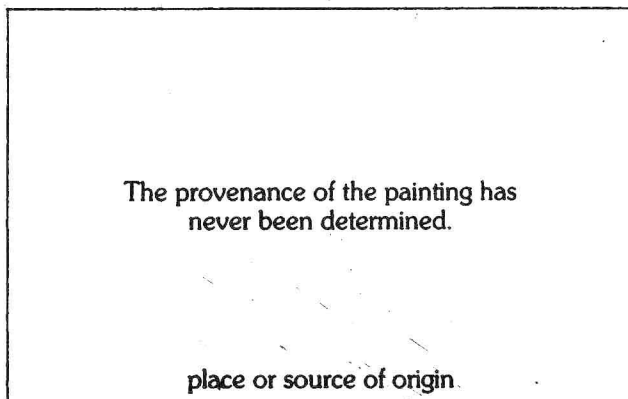 The provenance of the painting has
never been determined.
place or source of origin